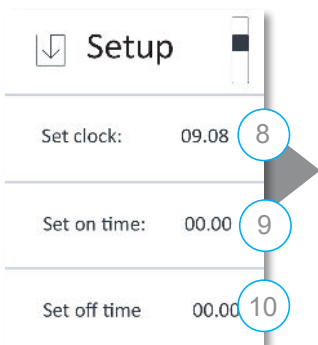 Setup
Set clock: 09.08 8
Set on time: 00.00 9
Set off time 00.00 10